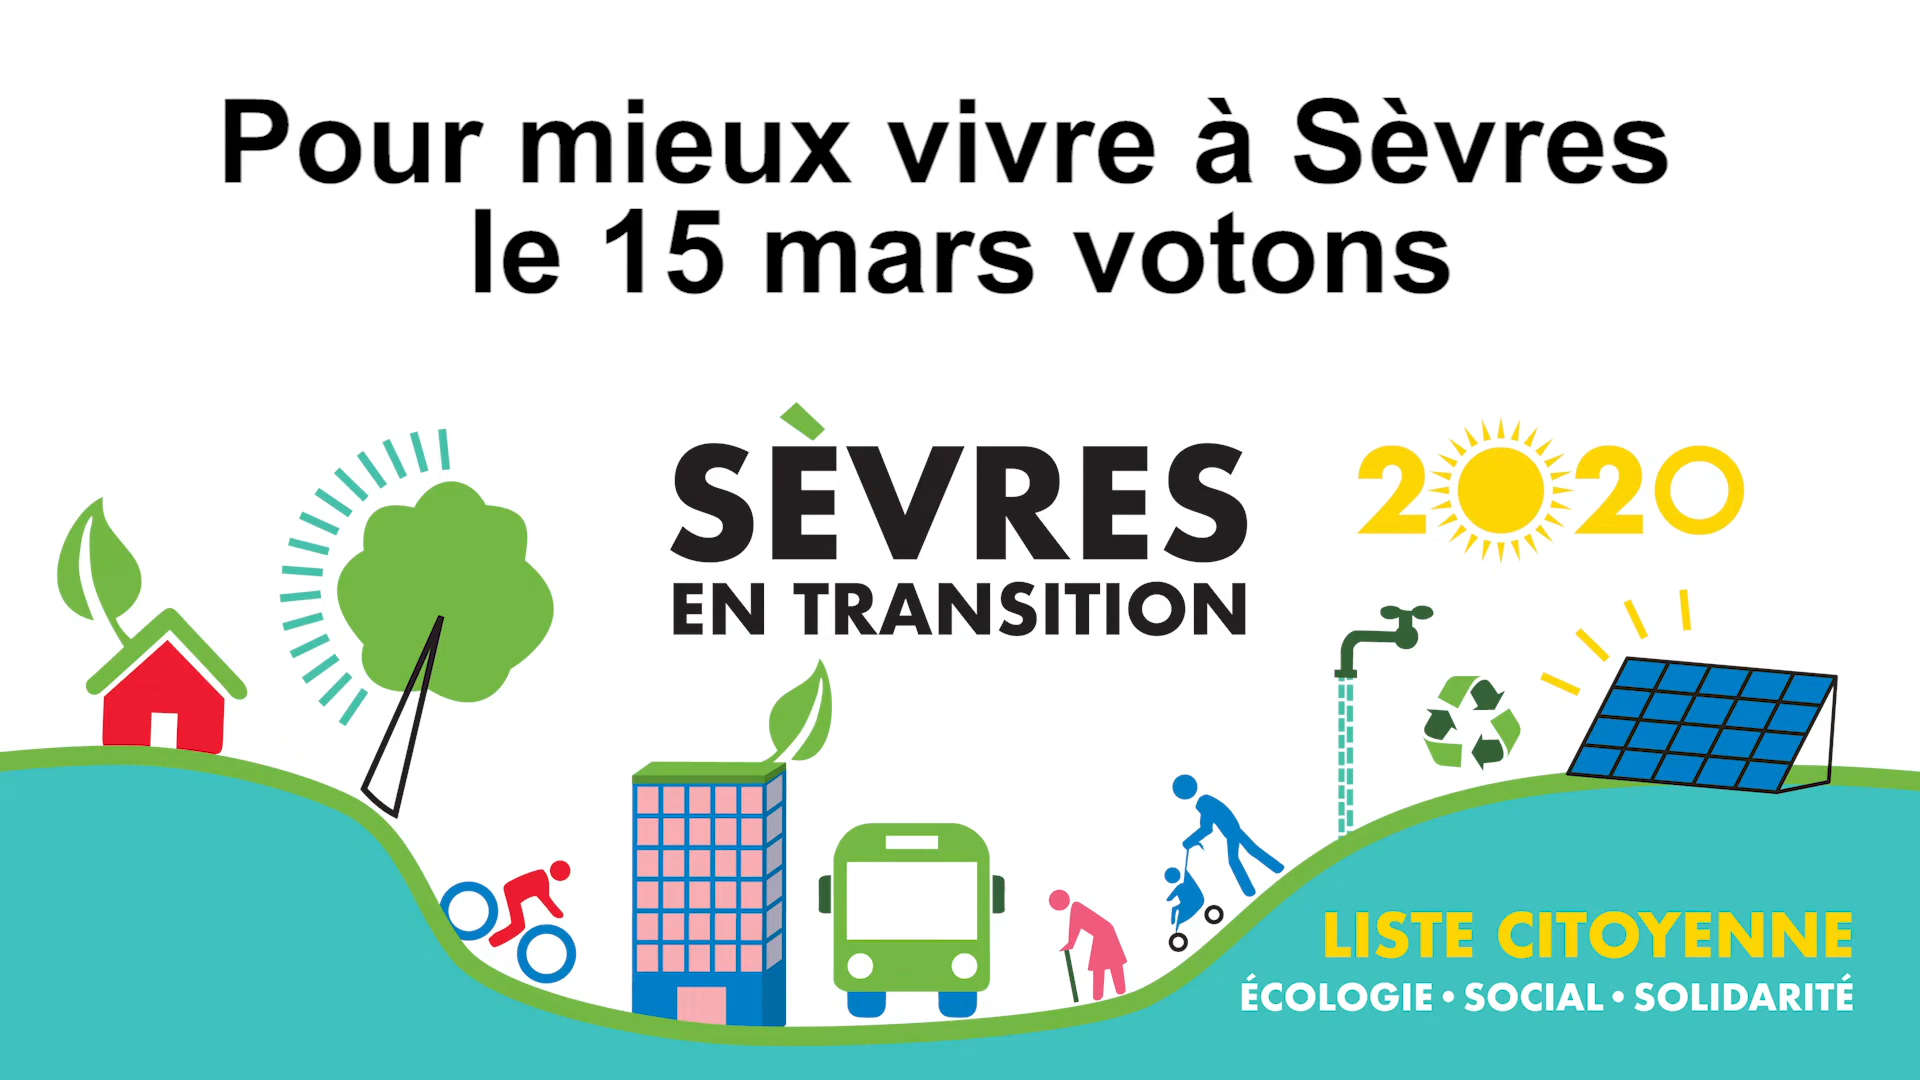 Pour mieux vivre à Sèvres
le 15 mars votons
SÈVRES
EN TRANSITION
2020
LISTE CITOYENNE
ÉCOLOGIE • SOCIAL • SOLIDARITÉ